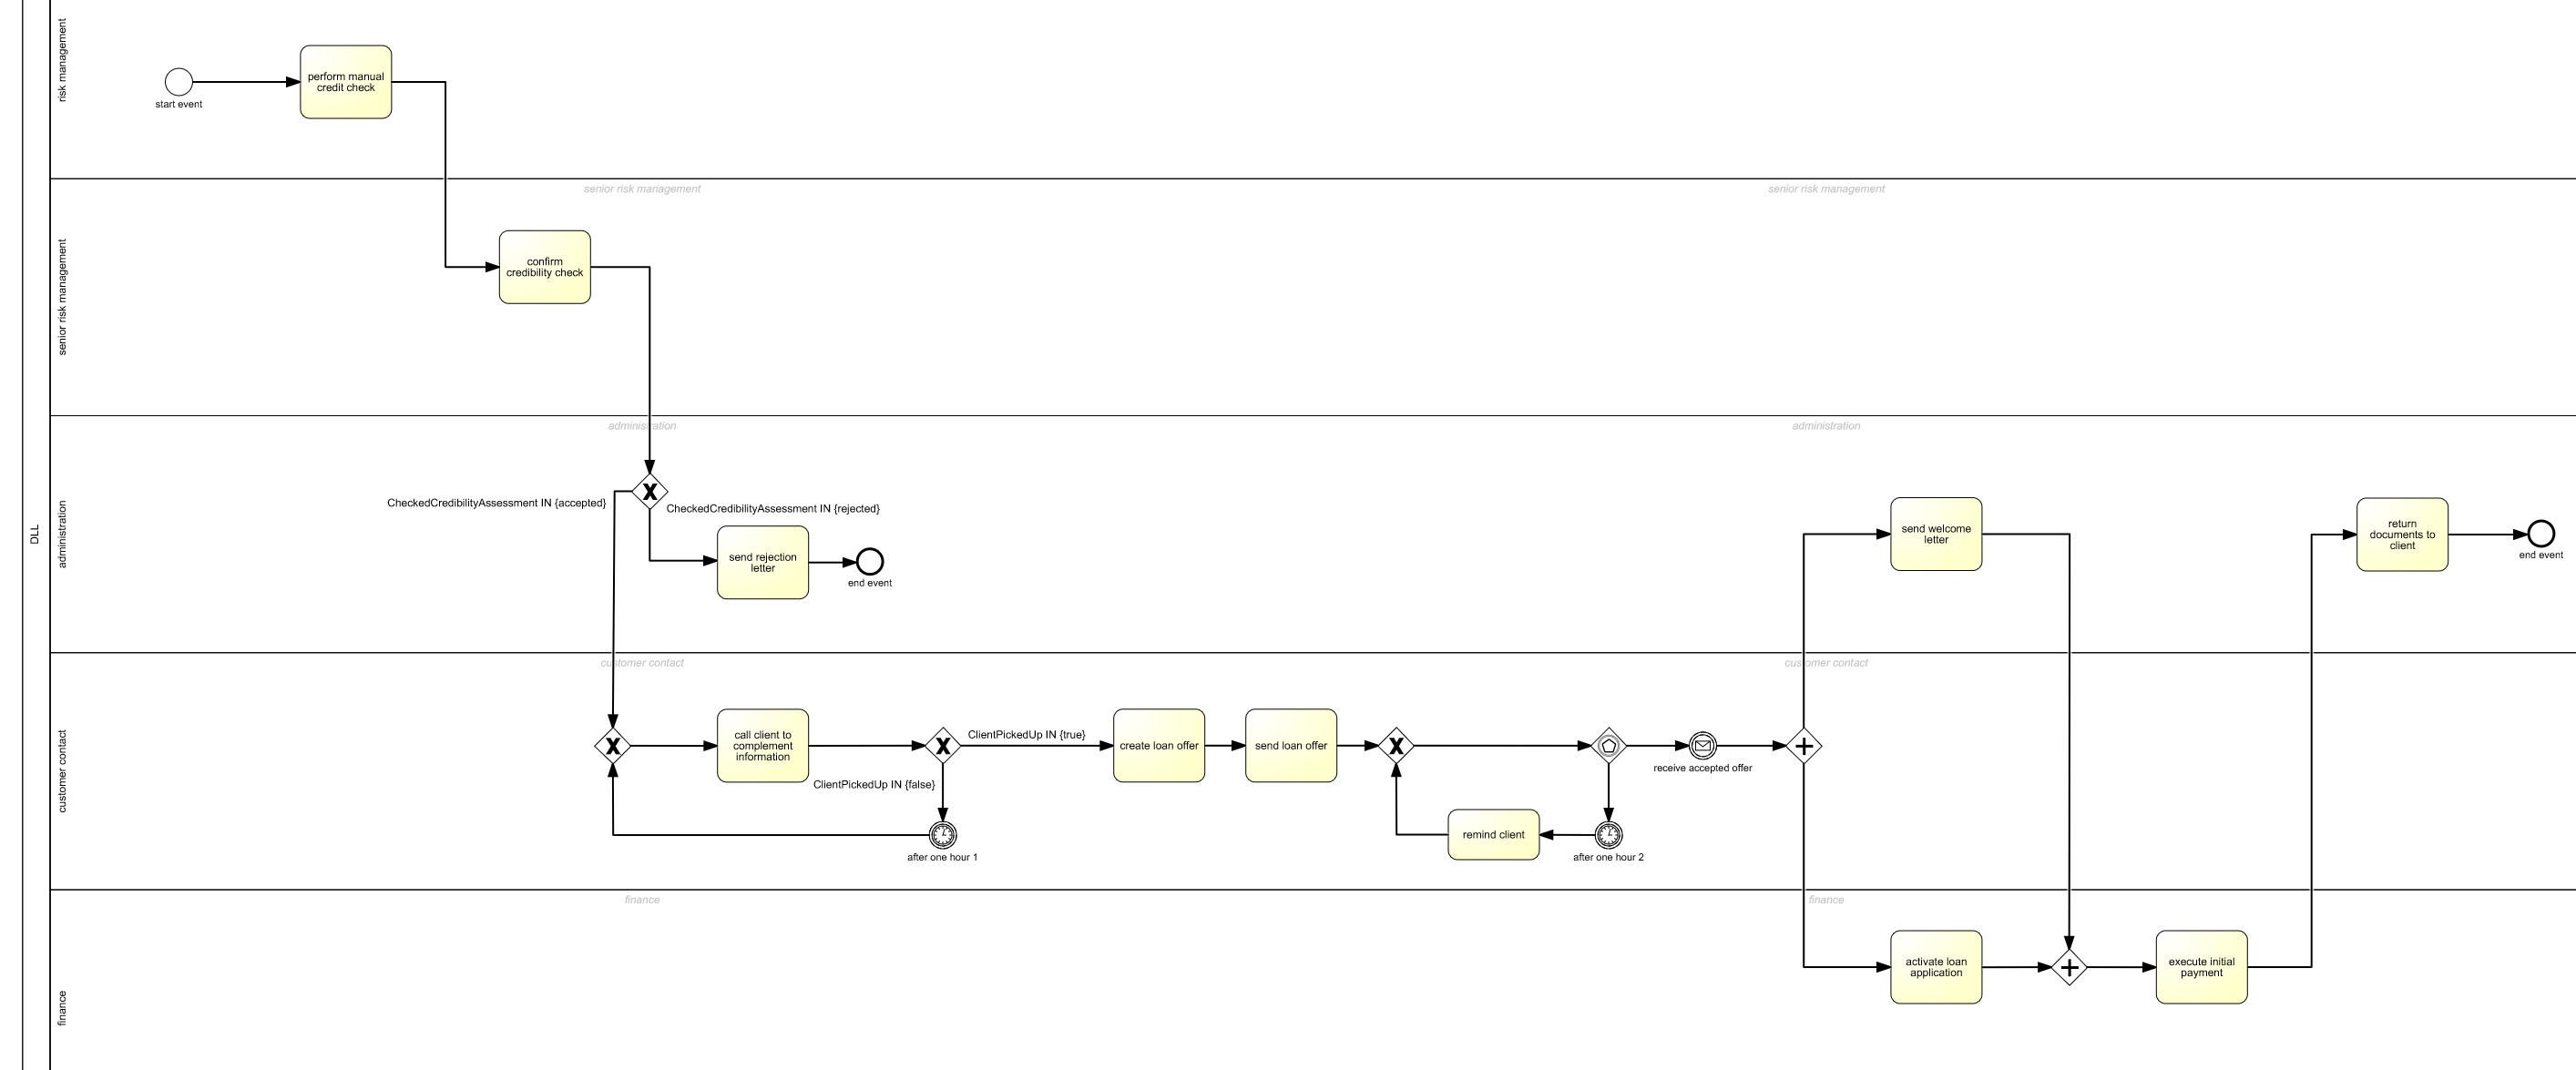 DLL
risk management
start event
perform manual
credit check
senior risk management
senior risk management
senior risk management
confirm
credibility check
administration
administration
administration
CheckedCredibilityAssessment IN {accepted}
CheckedCredibilityAssessment IN {rejected}
send rejection
letter
end event
send welcome
letter
return
documents to
client
end event
customer contact
customer contact
customer contact
call client to
complement
information
ClientPickedUp IN {true}
ClientPickedUp IN {false}
after one hour 1
create loan offer
send loan offer
remind client
after one hour 2
receive accepted offer
finance
finance
finance
activate loan
application
execute initial
payment